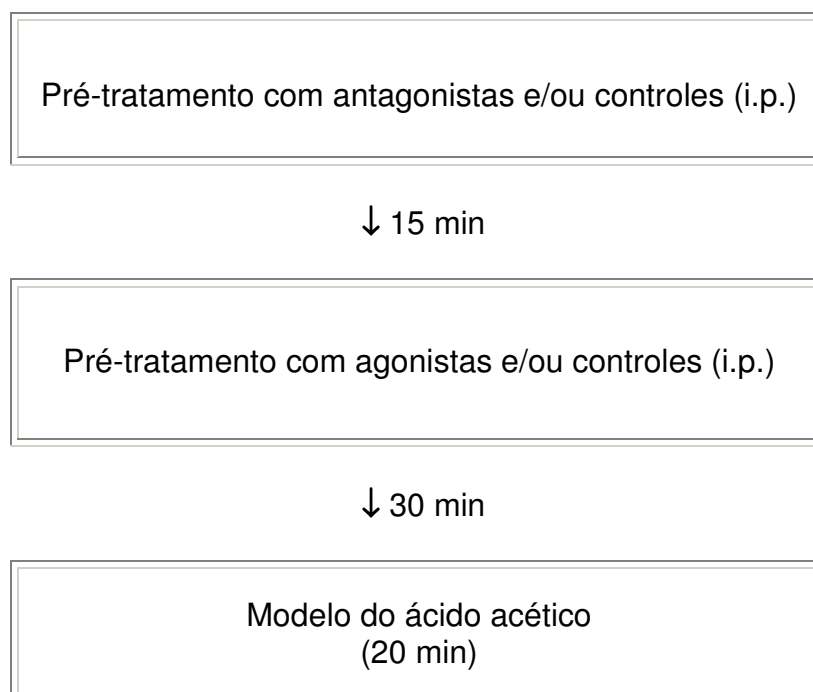 Pré-tratamento com antagonistas e/ou controles (i.p.)
↓ 15 min
Pré-tratamento com agonistas e/ou controles (i.p.)
↓ 30 min
Modelo do ácido acético
(20 min)